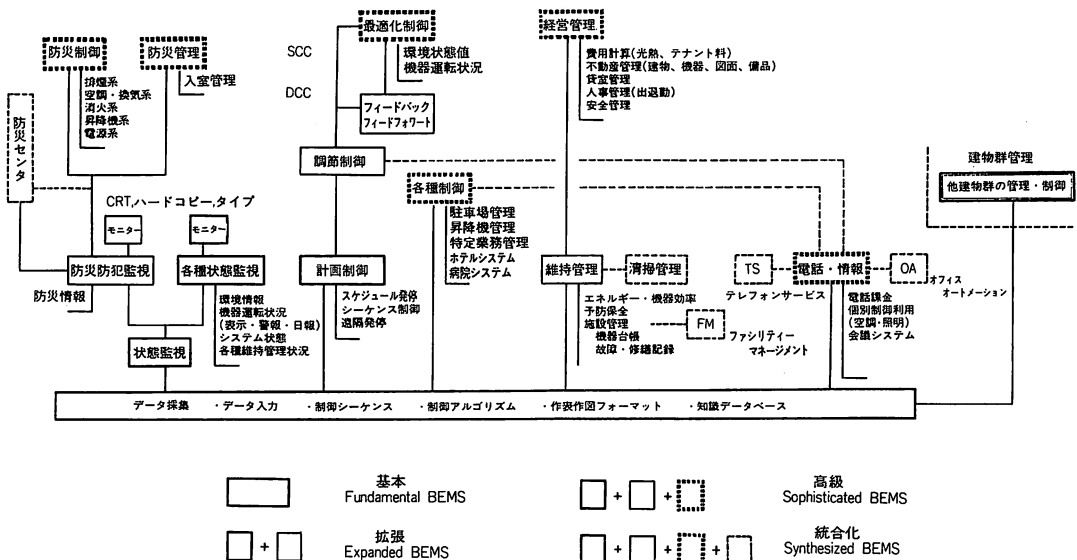 防災制御
排煙系
空調・換気系
消火系
昇降機系
電源系
防災管理
入室管理
防災センタ
CRT,ハードコピー,タイプ
モニター
モニター
防災防犯監視
防災情報
各種状態監視
環境情報
機器運転状況
(表示・警報・日報)
システム状態
各種維持管理状況
状態監視
SCC
DCC
最適化制御
環境状態値
機器運転状況
フィードバック
フィードフォワート
調節制御
計画制御
スケジュール発停
シーケンス制御
遠隔発停
各種制御
駐車場管理
昇降機管理
特定業務管理
ホテルシステム
病院システム
経営管理
費用計算(光熱、テナント料)
不動産管理(建物、機器、図面、備品)
貸室管理
人事管理(出退勤)
安全管理
維持管理
清掃管理
エネルギー・機器効率
予防保全
施設管理
機器台帳
故障・修繕記録
FM
ファシリティー
マネージメント
TS
テレフォンサービス
電話・情報
電話課金
個別制御利用
(空調・照明)
会議システム
OA
オフィス
オートメーション
建物群管理
他建物群の管理・制御
データ採集 ・データ入力 ・制御シーケンス ・制御アルゴリズム ・作表作図フォーマット ・知識データベース
基本
Fundamental BEMS
+
拡張
Expanded BEMS
+ +
高級
Sophisticated BEMS
+ + +
統合化
Synthesized BEMS